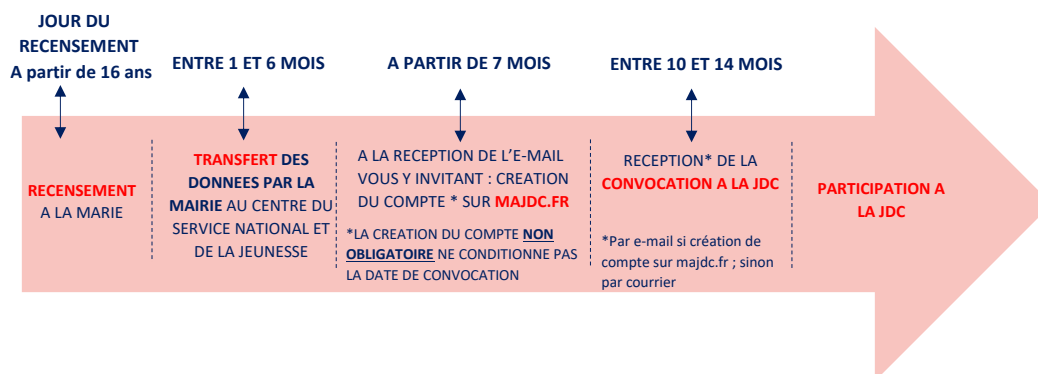 JOUR DU
RECENSEMENT
A partir de 16 ans
ENTRE 1 ET 6 MOIS
A PARTIR DE 7 MOIS
ENTRE 10 ET 14 MOIS
RECENSEMENT
A LA MARIE
TRANSFERT DES
DONNEES PAR LA
MAIRIE AU CENTRE DU
SERVICE NATIONAL ET
DE LA JEUNESSE
A LA RECEPTION DE L'E-MAIL
VOUS Y INVITANT : CREATION
DU COMPTE * SUR MAJDC.FR
*LA CREATION DU COMPTE NON
OBLIGATOIRE NE CONDITIONNE PAS
LA DATE DE CONVOCATION
RECEPTION* DE LA
CONVOCATION A LA JDC
*Par e-mail si création de
compte sur majdc.fr ; sinon
par courrier
PARTICIPATION A
LA JDC